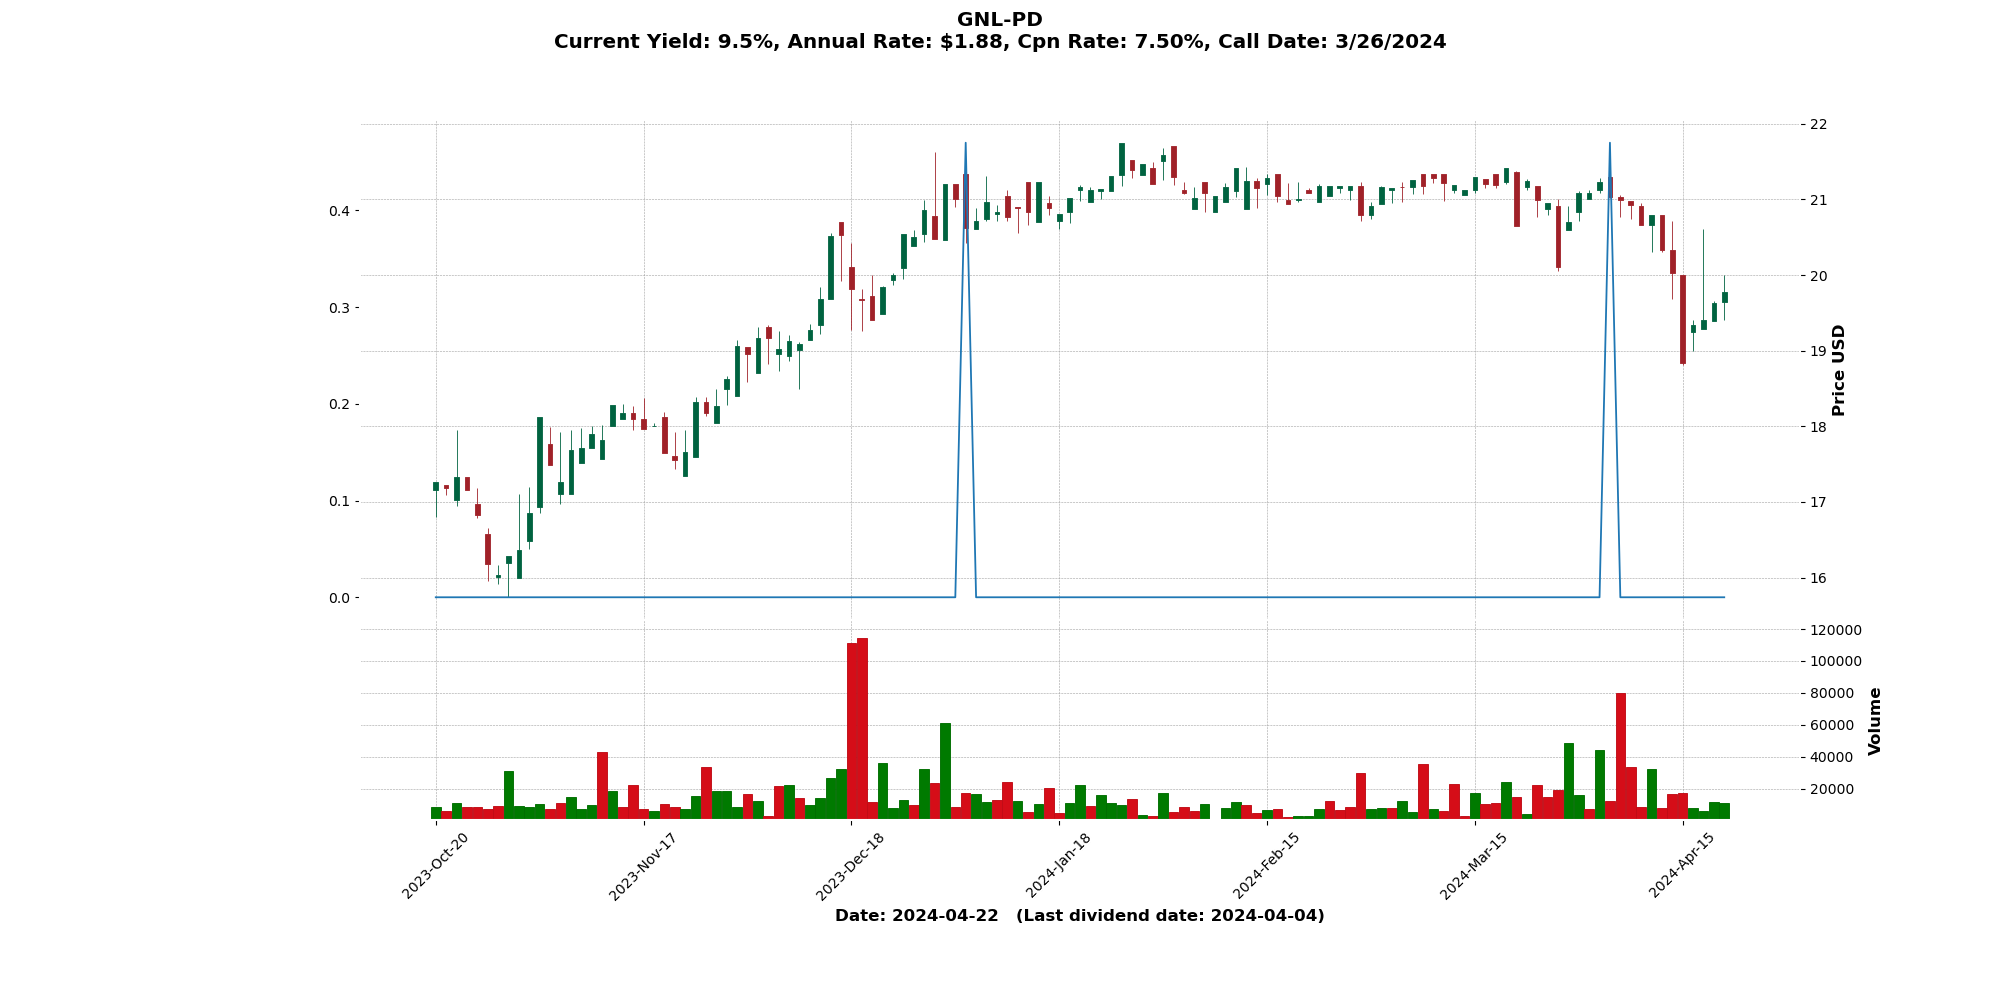 GNL-PD
Current Yield: 9.5%, Annual Rate: $1.88, Cpn Rate: 7.50%, Call Date: 3/26/2024
0.4
0.3
0.2
0.1
0.0
22
21
20
19
18
17
16
Price USD
120000
100000
80000
60000
40000
20000
Volume
2023-Oct-20
2023-Nov-17
2023-Dec-18
2024-Jan-18
2024-Feb-15
2024-Mar-15
2024-Apr-15
Date: 2024-04-22 (Last dividend date: 2024-04-04)